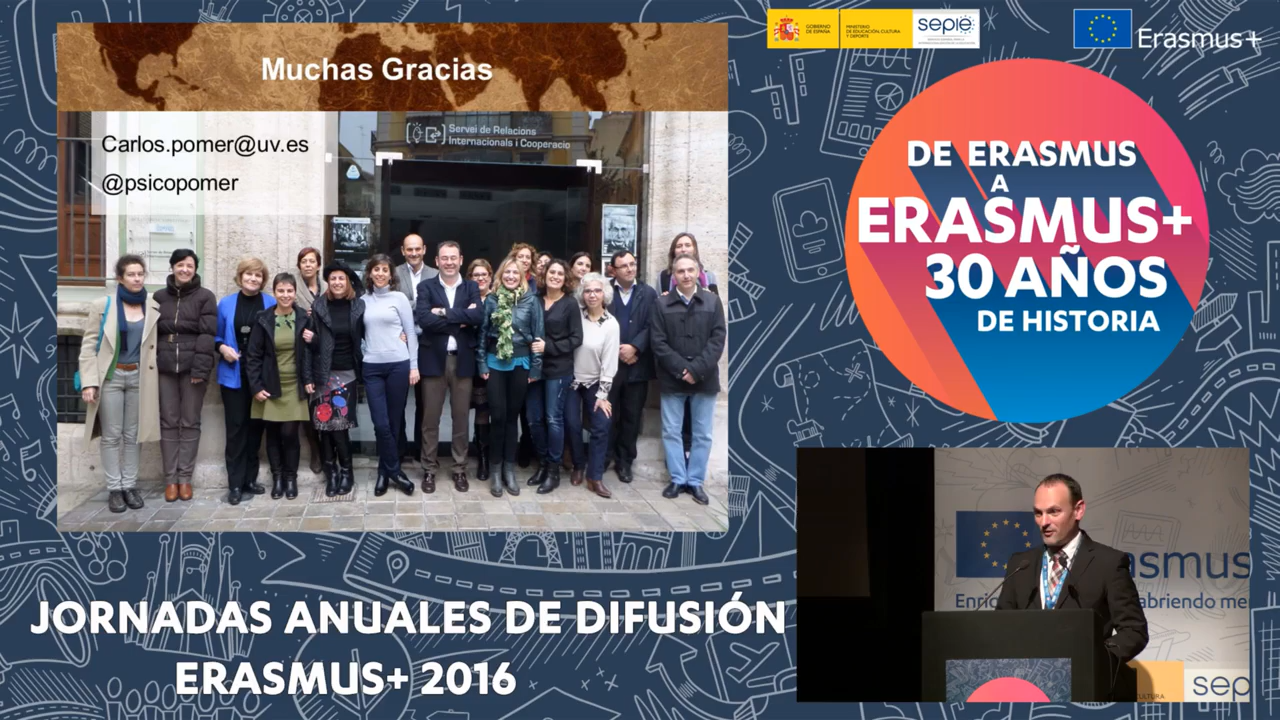 Muchas Gracias
Carlos.pomer@uv.es
@psicopomer
Servei de Relacions
Internacionals i Cooperacio
GOBIERNO
DE ESPAÑA
MINISTERIO
DE EDUCACIÓN, CULTURA
Y DEPORTE
sepie
Erasmus+
DE ERASMUS
A
ERASMUS+
30 AÑOS
DE HISTORIA
JORNADAS ANUALES DE DIFUSIÓN
ERASMUS+ 2016
asmus
Enri
abriendo me
sep